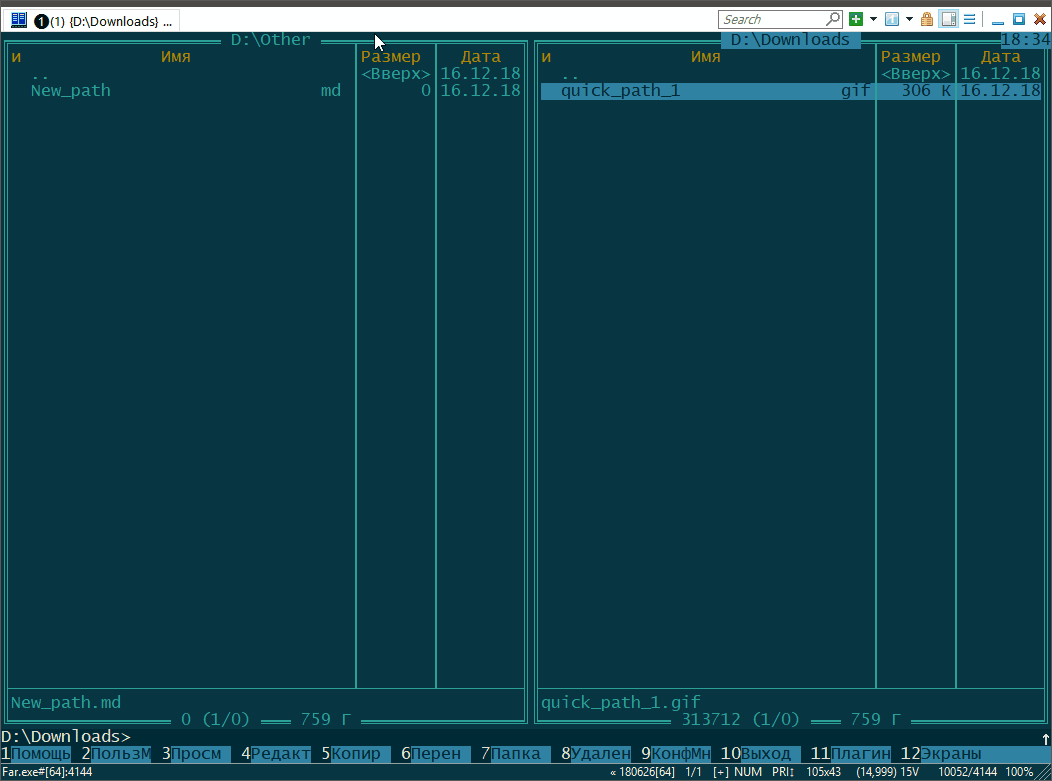 1 (1) {D:\Downloads} ...
Search
D:\Other
D:\Downloads
18:34
и Имя Размер Дата
и Имя Размер Дата
.. <Вверх> 16.12.18
.. <Вверх> 16.12.18
New_path md 0 16.12.18
quick_path_1 gif 306 K 16.12.18
New_path.md
quick_path_1.gif
0 (1/0) 759 Г
313712 (1/0) 759 Г
D:\Downloads>
1Помощь 2ПользМ 3Просм 4Редакт 5Копир 6Перен 7Папка 8Удален 9КонфМн 10Выход 11Плагин 12Экраны
Far.exe#[64]:4144 « 180626[64] 1/1 [+] NUM PRI↕ 105x43 (14,999) 15V 10052/4144 100%